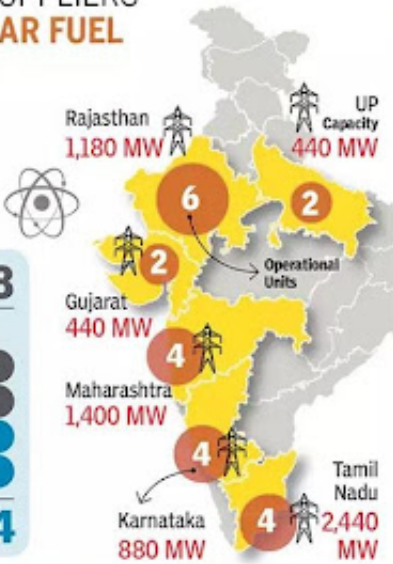 AR FUEL
Rajasthan
1,180 MW
UP
Capacity
440 MW
6
2
2
Operational
Units
Gujarat
440 MW
4
Maharashtra
1,400 MW
4
Karnataka
880 MW
4
Tamil
Nadu
2,440
MW
4